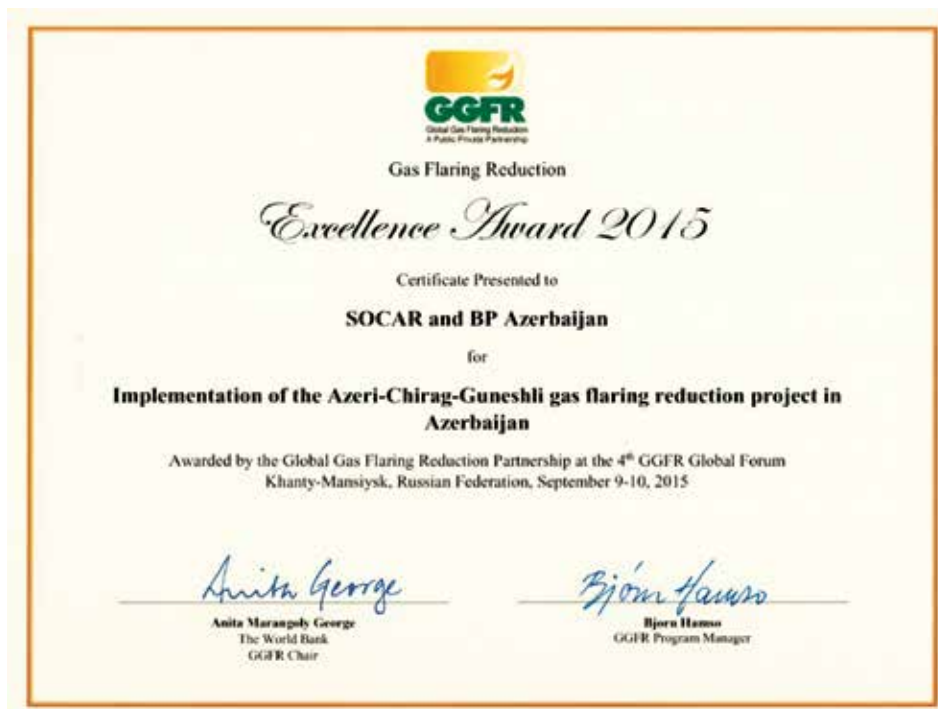 GGFR
Global Gas Flaring Reduction
A Public Private Partnership
Gas Flaring Reduction
Excellence Award 2015
Certificate Presented to
SOCAR and BP Azerbaijan
for
Implementation of the Azeri-Chirag-Guneshli gas flaring reduction project in
Azerbaijan
Awarded by the Global Gas Flaring Reduction Partnership at the 4th GGFR Global Forum
Khanty-Mansiysk, Russian Federation, September 9-10, 2015
Anita George
Bjorn Hamso
Anita Marangoly George
Bjorn Hamso
The World Bank
GGFR Program Manager
GGFR Chair